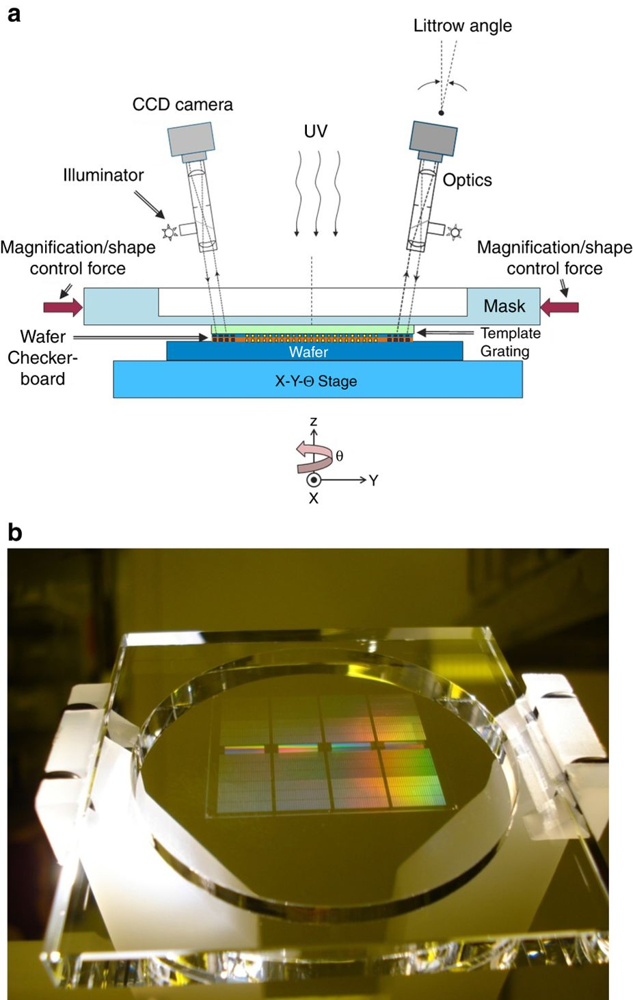 a
Littrow angle
CCD camera
UV
Illuminator
Optics
Magnification/shape
control force
Magnification/shape
control force
Mask
Wafer
Checker-
board
Template
Grating
Wafer
X-Y-Θ Stage
z
θ
Y
X
b